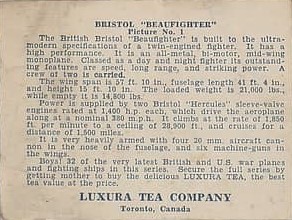 BRISTOL "BEAUFIGHTER"
Picture No. 1
The British Bristol "Beaufighter" is built to the ultra-
modern specifications of a twin-engined fighter. It has a
high performance. It is an all-metal, bi-motor, mid-wing
monoplane. Classed as a day and night fighter its outstand-
ing features are speed, long range, and striking power. A
crew of two is carried.
The wing span is 57 ft. 10 in., fuselage length 41 ft. 4 in.,
and height is 15 ft. 10 in. The loaded weight is 21,000 lbs.,
while empty it is 14,800 lbs.
Power is supplied by two Bristol "Hercules" sleeve-valve
engines rated at 1,400 h.p. each, which drive the aeroplane
along at a nominal 330 m.p.h. It climbs at the rate of 1,850
ft. per minute to a ceiling of 28,900 ft., and cruises for a
distance of 1,500 miles.
It is very heavily armed with four 20 mm. aircraft can-
non in the nose of the fuselage, and six machine-guns in
the wings.
Boys! 32 of the very latest British and U.S. war planes
and fighting ships in this series. Secure the full series by
getting mother to buy the delicious LUXURA TEA, the best
tea value at the price.
LUXURA TEA COMPANY
Toronto, Canada